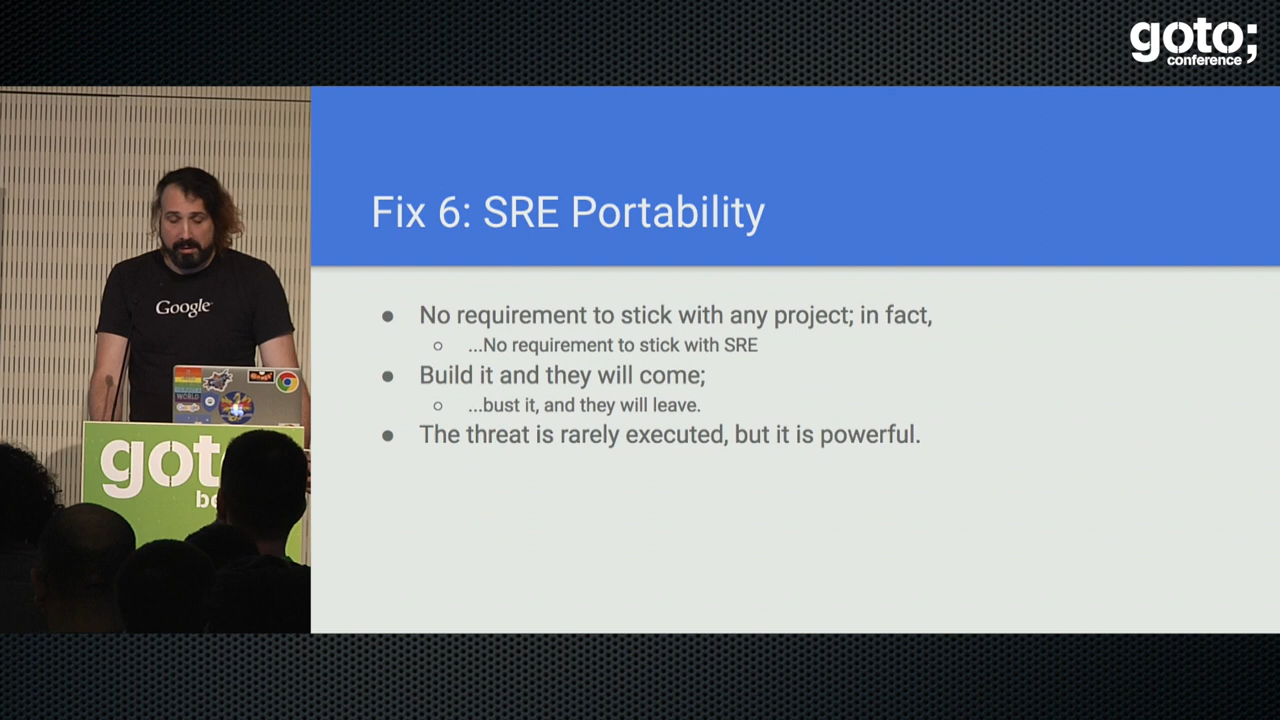 goto;
conference
Fix 6: SRE Portability
● No requirement to stick with any project; in fact,
○ ...No requirement to stick with SRE
● Build it and they will come;
○ ...bust it, and they will leave.
● The threat is rarely executed, but it is powerful.
Google
WORLD
got
be